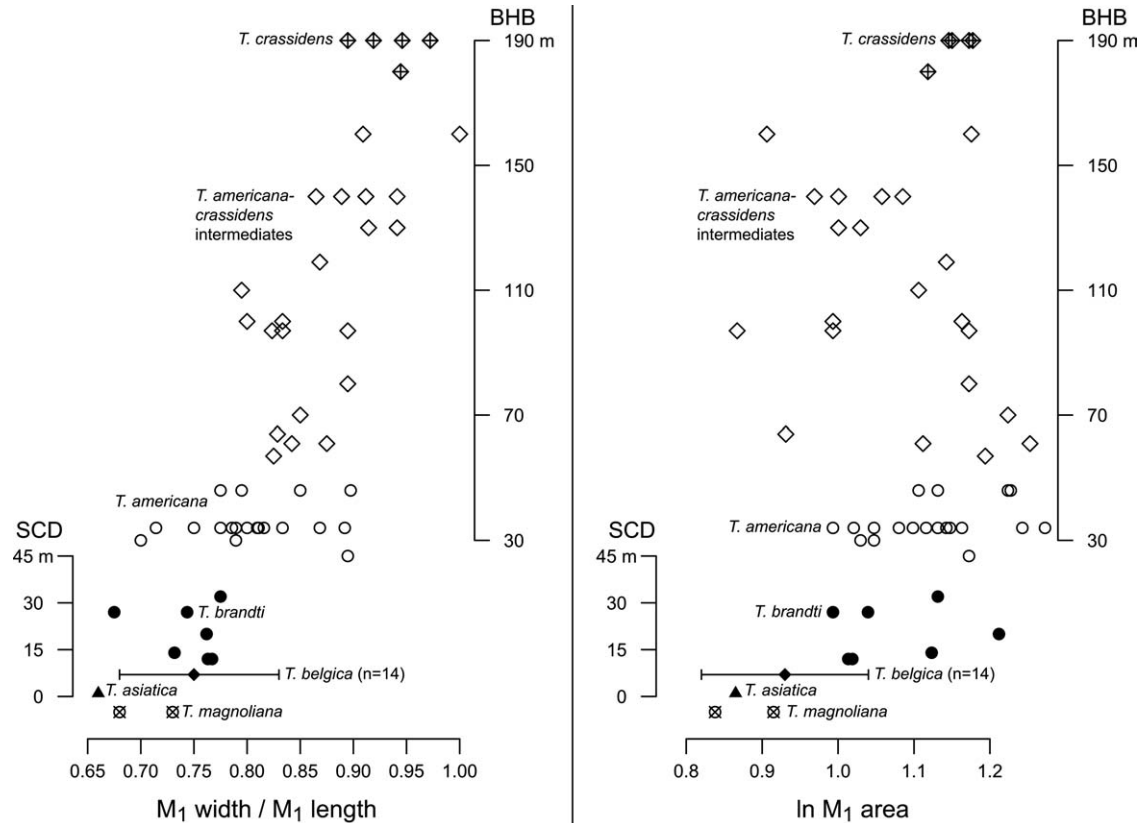 BHB
T. crassidens
190 m
150
T. americana-
crassidens
intermediates
110
70
T. americana
SCD
30
45 m
30
T. brandti
15
T. belgica (n=14)
0
T. asiatica
T. magnoliana
0.65 0.70 0.75 0.80 0.85 0.90 0.95 1.00
M1 width / M1 length
BHB
T. crassidens
190 m
150
T. americana-
crassidens
intermediates
110
70
T. americana
SCD
30
45 m
30
T. brandti
15
T. belgica (n=14)
0
T. asiatica
T. magnoliana
0.8 0.9 1.0 1.1 1.2
ln M1 area